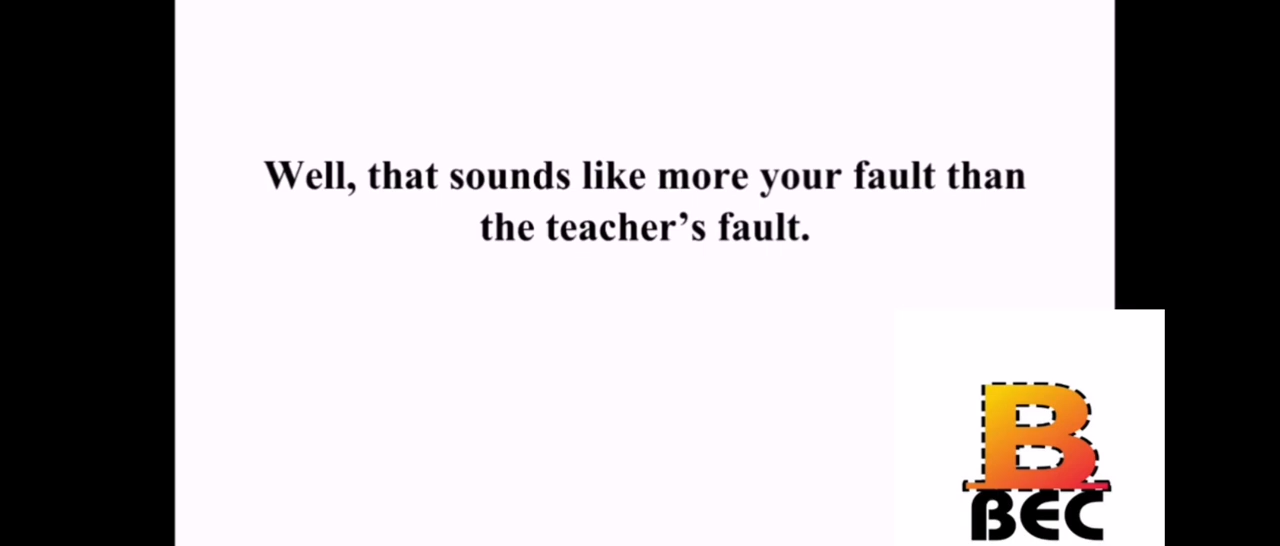 Well, that sounds like more your fault than
the teacher’s fault.
B
BEC